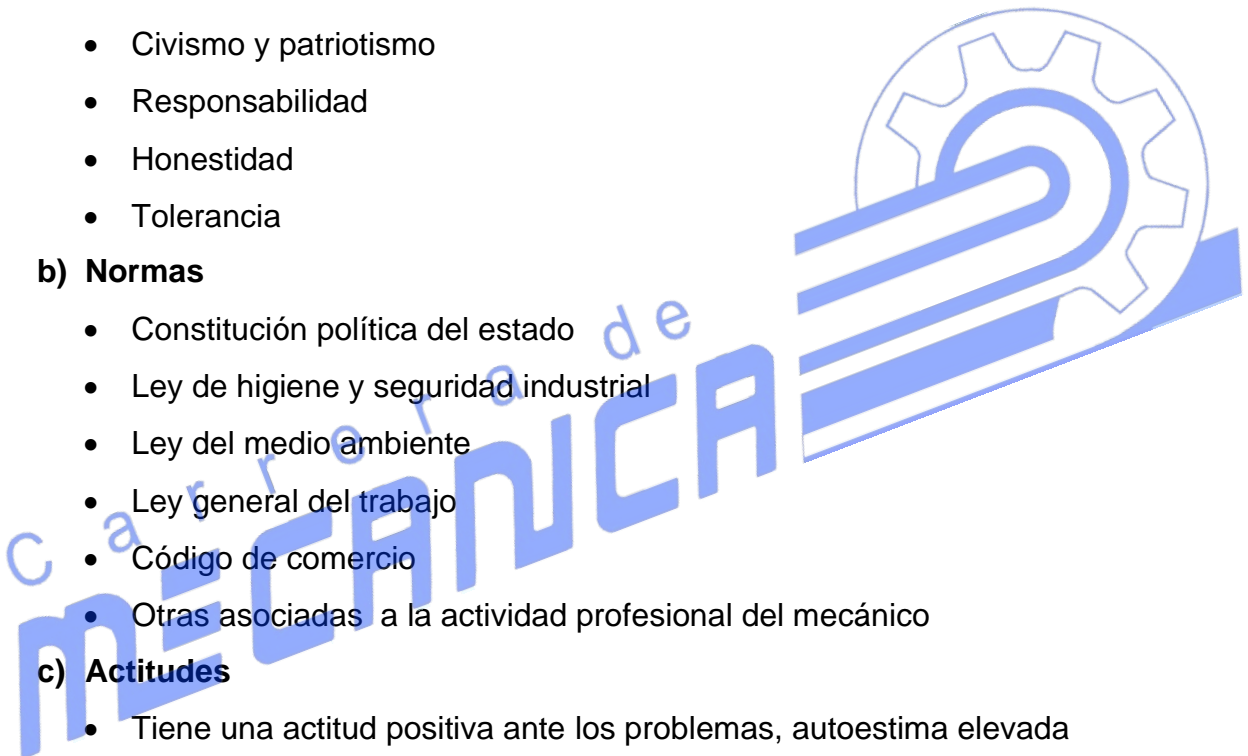 • Civismo y patriotismo
• Responsabilidad
• Honestidad
• Tolerancia
b) Normas
• Constitución política del estado
• Ley de higiene y seguridad industrial
• Ley del medio ambiente
• Ley general del trabajo
• Código de comercio
• Otras asociadas a la actividad profesional del mecánico
c) Actitudes
• Tiene una actitud positiva ante los problemas, autoestima elevada
Carrera de
MECANICA